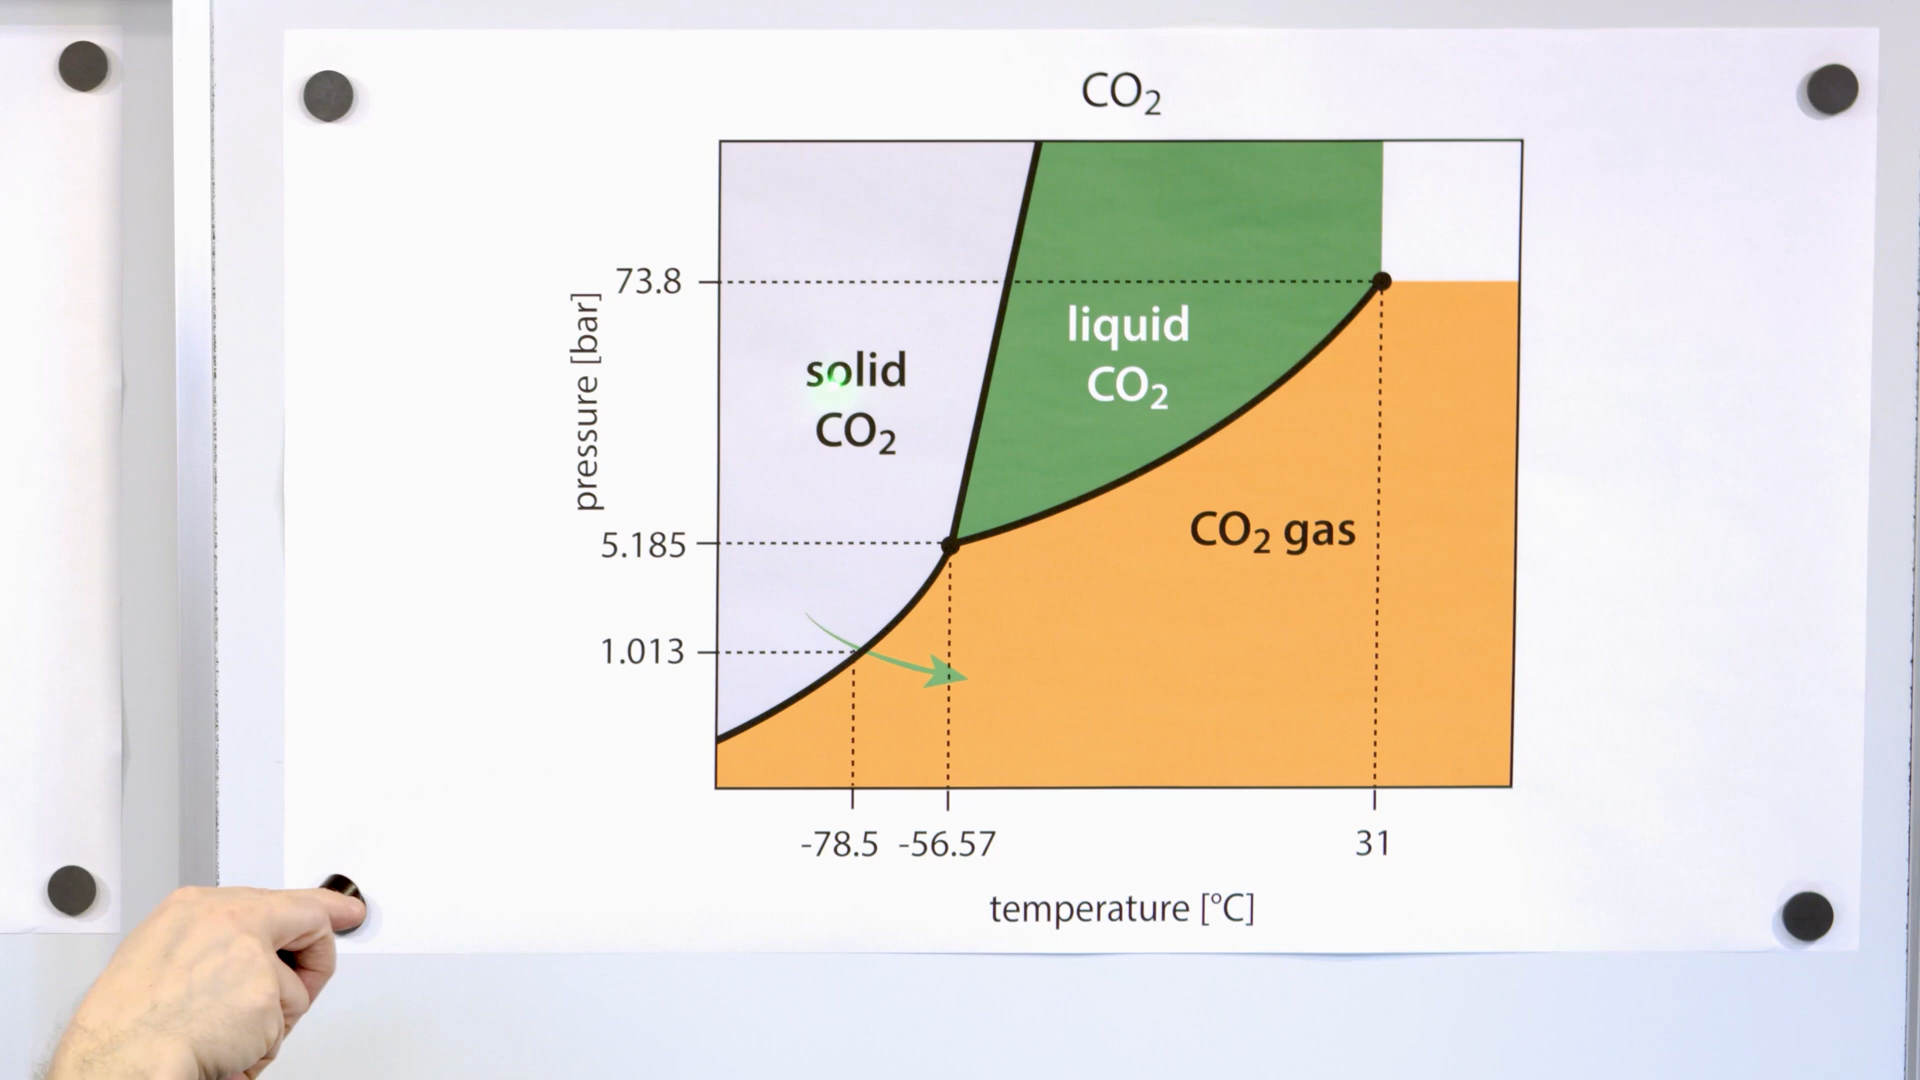 CO₂
pressure [bar]
73.8
5.185
1.013
solid
CO₂
liquid
CO₂
CO₂ gas
-78.5
-56.57
31
temperature [°C]